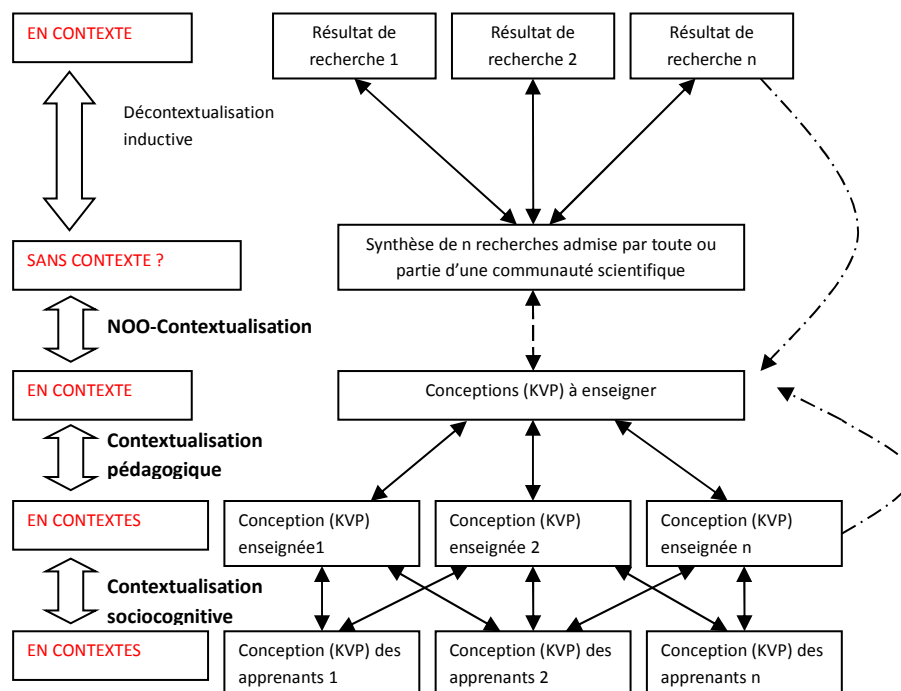 EN CONTEXTE
Résultat de
recherche 1
Résultat de
recherche 2
Résultat de
recherche n
Décontextualisation
inductive
SANS CONTEXTE ?
Synthèse de n recherches admise par toute ou
partie d'une communauté scientifique
NOO-Contextualisation
EN CONTEXTE
Conceptions (KVP) à enseigner
Contextualisation
pédagogique
EN CONTEXTES
Conception (KVP)
enseignée1
Conception (KVP)
enseignée 2
Conception (KVP)
enseignée n
Contextualisation
sociocognitive
EN CONTEXTES
Conception (KVP) des
apprenants 1
Conception (KVP) des
apprenants 2
Conception (KVP) des
apprenants n